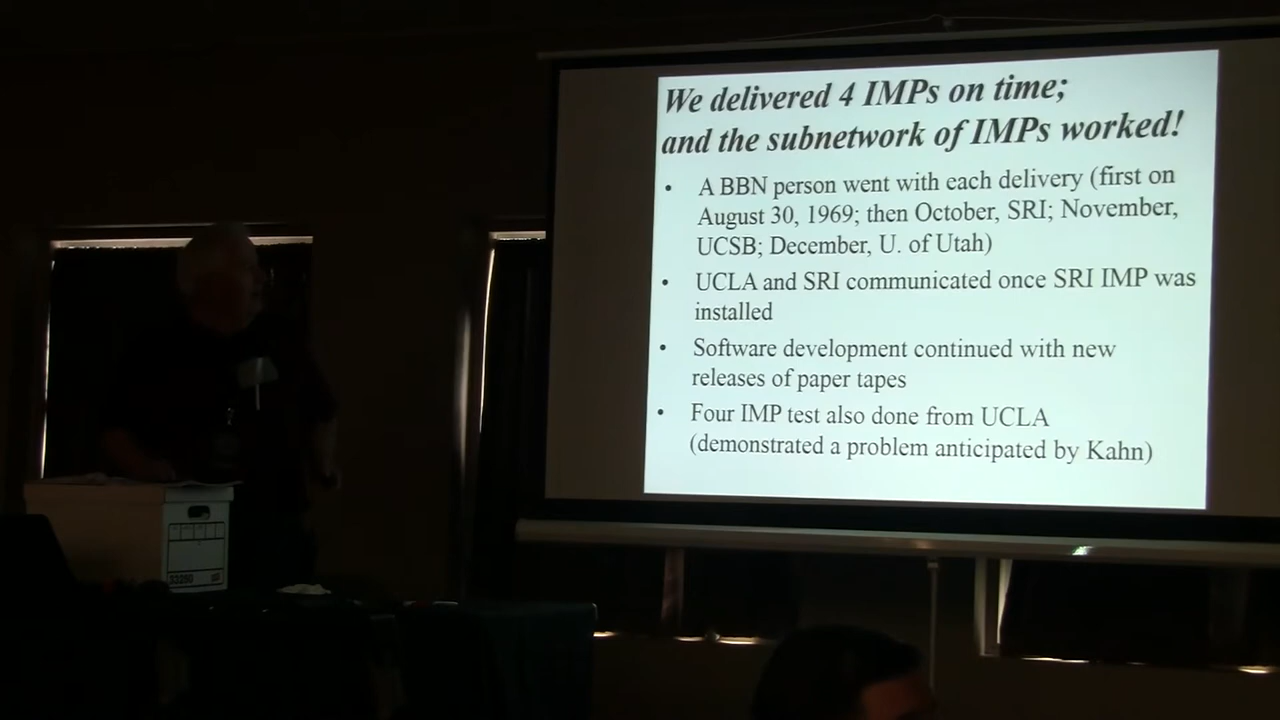 We delivered 4 IMPs on time;
and the subnetwork of IMPs worked!
• A BBN person went with each delivery (first on
August 30, 1969; then October, SRI; November,
UCSB; December, U. of Utah)
• UCLA and SRI communicated once SRI IMP was
installed
• Software development continued with new
releases of paper tapes
• Four IMP test also done from UCLA
(demonstrated a problem anticipated by Kahn)